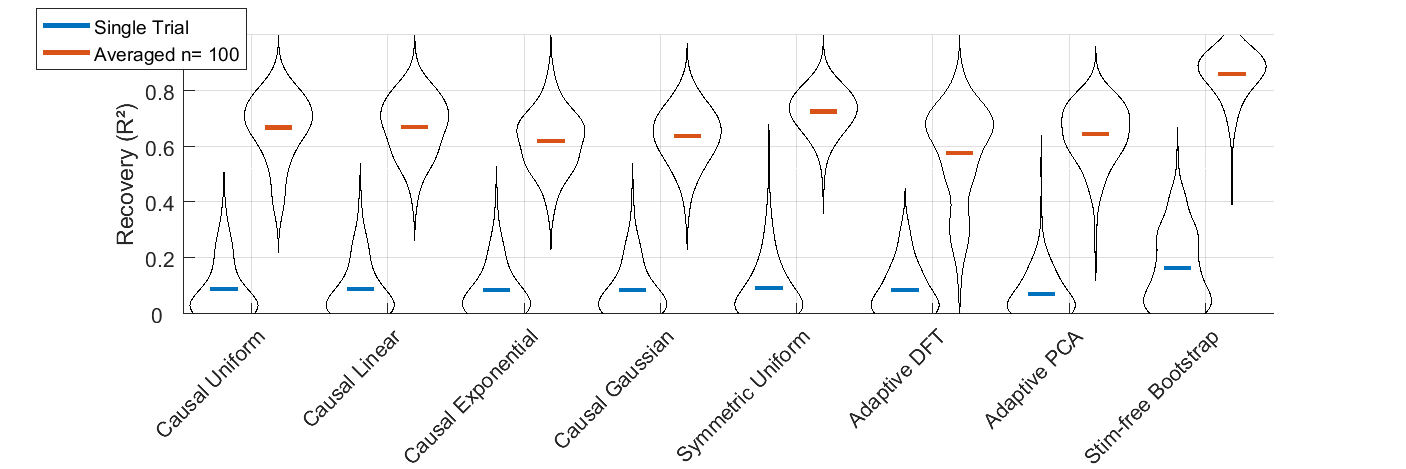 Single Trial
Averaged n= 100
Recovery (R²)
0.8
0.6
0.4
0.2
0
Causal Uniform
Causal Linear
Causal Exponential
Causal Gaussian
Symmetric Uniform
Adaptive DFT
Adaptive PCA
Stim-free Bootstrap